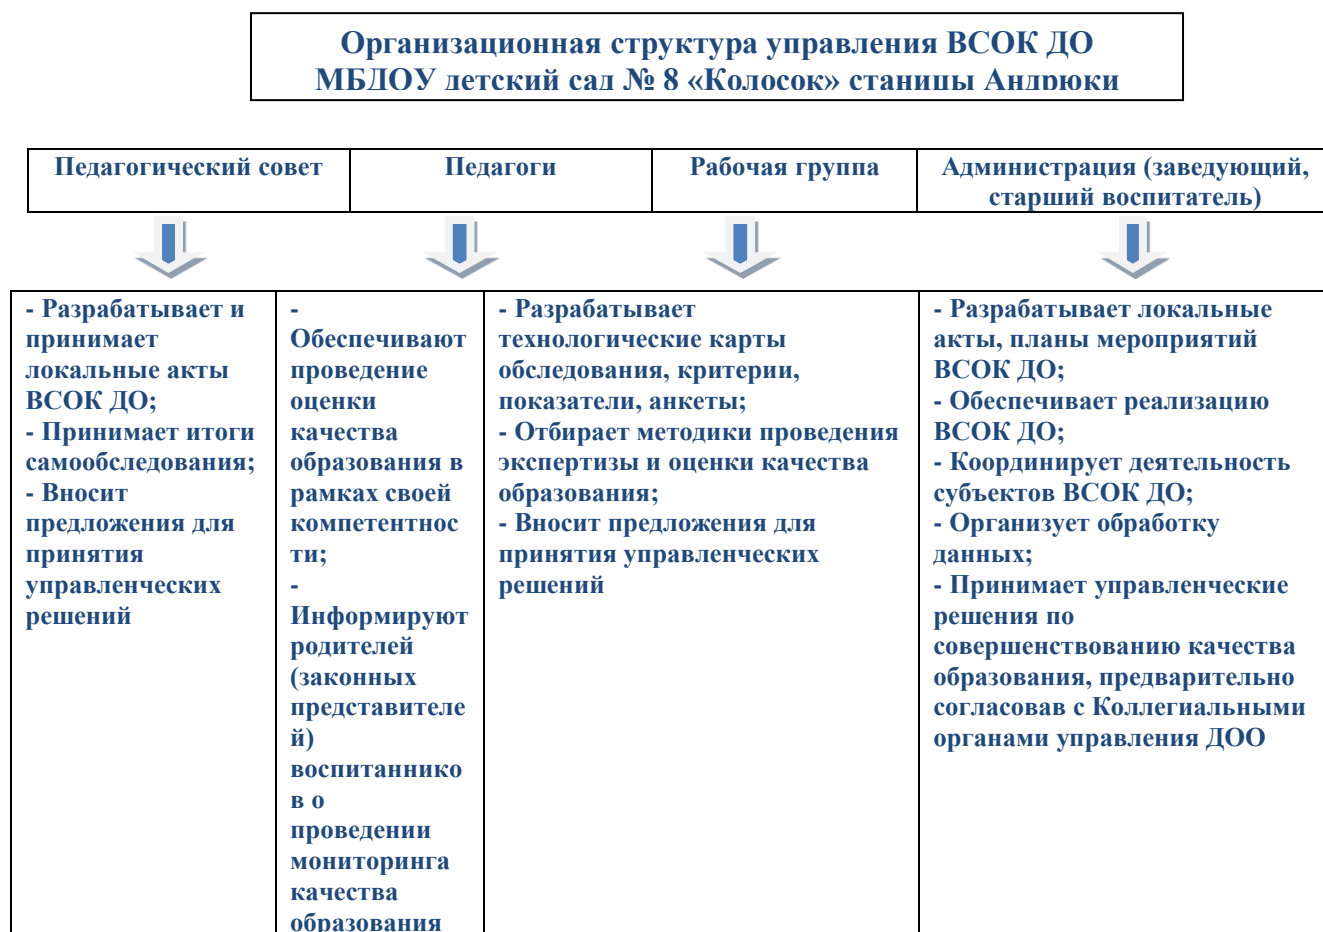 Организационная структура управления ВСОК ДО
МБДОУ детский сад № 8 «Колосок» станицы Андрюки
Педагогический совет
Педагоги
Рабочая группа
Администрация (заведующий,
старший воспитатель)
- Разрабатывает и
принимает
локальные акты
ВСОК ДО;
- Принимает итоги
самообследования;
- Вносит
предложения для
принятия
управленческих
решений
-
Обеспечивают
проведение
оценки
качества
образования в
рамках своей
компетентнос
ти;
-
Информируют
родителей
(законных
представителе
й)
воспитаннико
в о
проведении
мониторинга
качества
образования
- Разрабатывает
технологические карты
обследования, критерии,
показатели, анкеты;
- Отбирает методики проведения
экспертизы и оценки качества
образования;
- Вносит предложения для
принятия управленческих
решений
- Разрабатывает локальные
акты, планы мероприятий
ВСОК ДО;
- Обеспечивает реализацию
ВСОК ДО;
- Координирует деятельность
субъектов ВСОК ДО;
- Организует обработку
данных;
- Принимает управленческие
решения по
совершенствованию качества
образования, предварительно
согласовав с Коллегиальными
органами управления ДОО